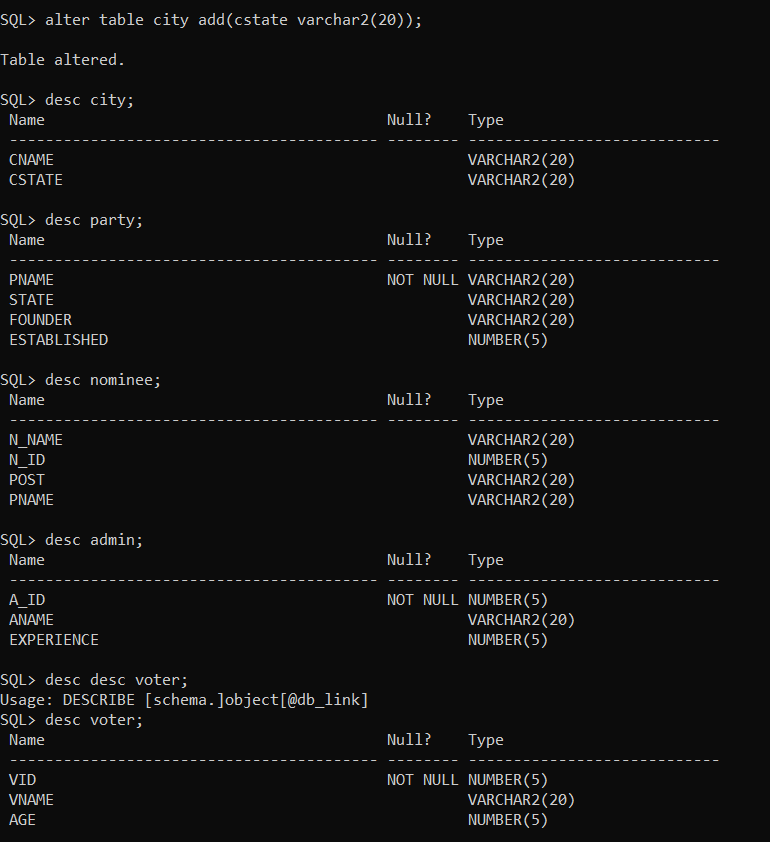 SQL> alter table city add(cstate varchar2(20));
Table altered.
SQL> desc city;
 Name                                      Null?    Type
 ----------------------------------------- -------- ----------------------------
 CNAME                                              VARCHAR2(20)
 CSTATE                                             VARCHAR2(20)
SQL> desc party;
 Name                                      Null?    Type
 ----------------------------------------- -------- ----------------------------
 PNAME                                     NOT NULL VARCHAR2(20)
 STATE                                              VARCHAR2(20)
 FOUNDER                                            VARCHAR2(20)
 ESTABLISHED                                        NUMBER(5)
SQL> desc nominee;
 Name                                      Null?    Type
 ----------------------------------------- -------- ----------------------------
 N_NAME                                             VARCHAR2(20)
 N_ID                                               NUMBER(5)
 POST                                               VARCHAR2(20)
 PNAME                                              VARCHAR2(20)
SQL> desc admin;
 Name                                      Null?    Type
 ----------------------------------------- -------- ----------------------------
 A_ID                                      NOT NULL NUMBER(5)
 ANAME                                              VARCHAR2(20)
 EXPERIENCE                                         NUMBER(5)
SQL> desc desc voter;
Usage: DESCRIBE [schema.]object[@db_link]
SQL> desc voter;
 Name                                      Null?    Type
 ----------------------------------------- -------- ----------------------------
 VID                                       NOT NULL NUMBER(5)
 VNAME                                              VARCHAR2(20)
 AGE                                                NUMBER(5)